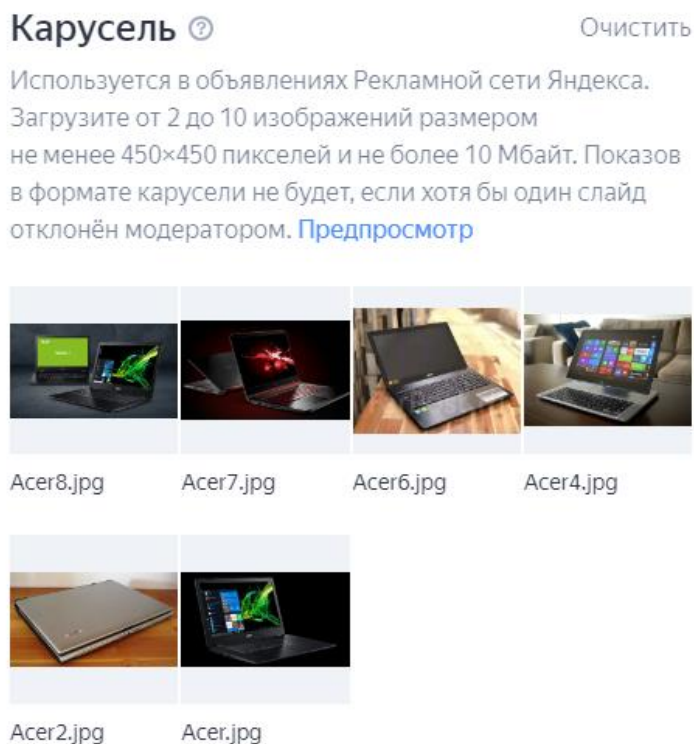 Карусель ?
Очистить
Используется в объявлениях Рекламной сети Яндекса.
Загрузите от 2 до 10 изображений размером
не менее 450×450 пикселей и не более 10 Мбайт. Показов
в формате карусели не будет, если хотя бы один слайд
отклонён модератором. Предпросмотр
Acer8.jpg
Acer7.jpg
Acer6.jpg
Acer4.jpg
Acer2.jpg
Acer.jpg